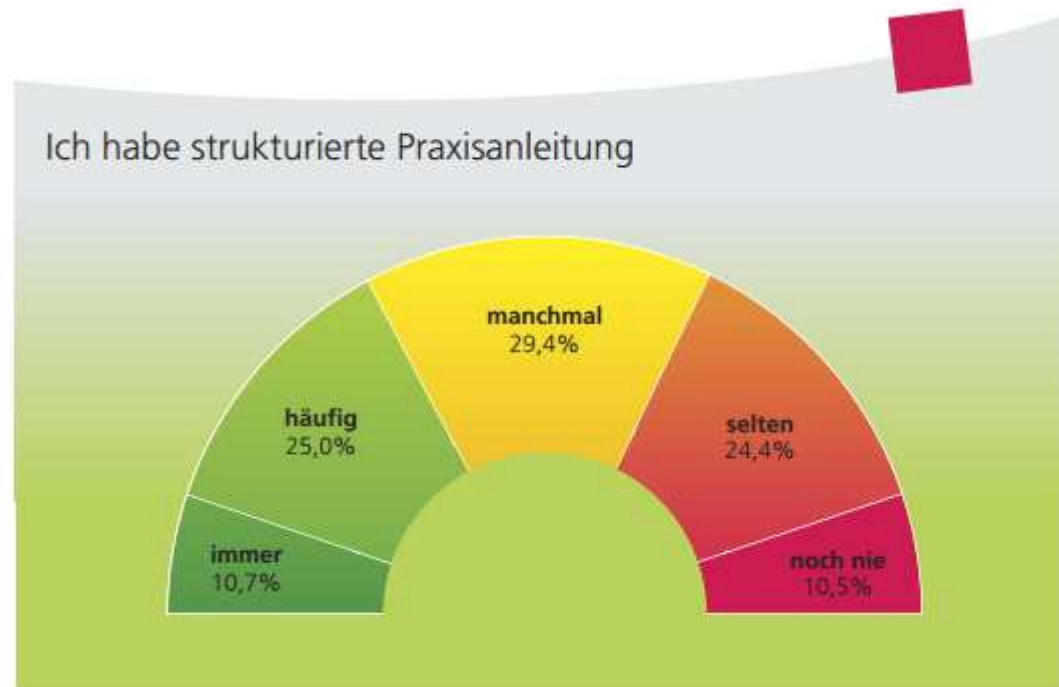 Ich habe strukturierte Praxisanleitung
manchmal
29,4%
häufig
25,0%
selten
24,4%
immer
10,7%
noch nie
10,5%